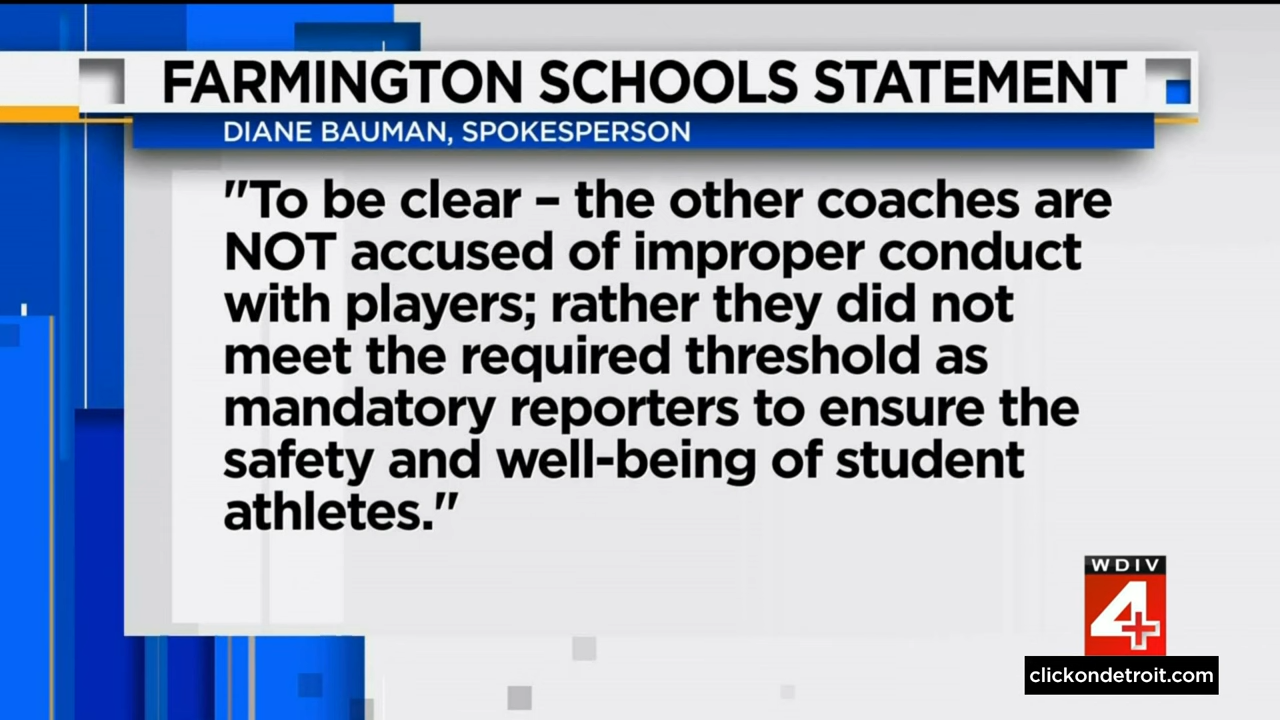 FARMINGTON SCHOOLS STATEMENT
DIANE BAUMAN, SPOKESPERSON
"To be clear – the other coaches are
NOT accused of improper conduct
with players; rather they did not
meet the required threshold as
mandatory reporters to ensure the
safety and well-being of student
athletes."
WDIV
4+
clickondetroit.com